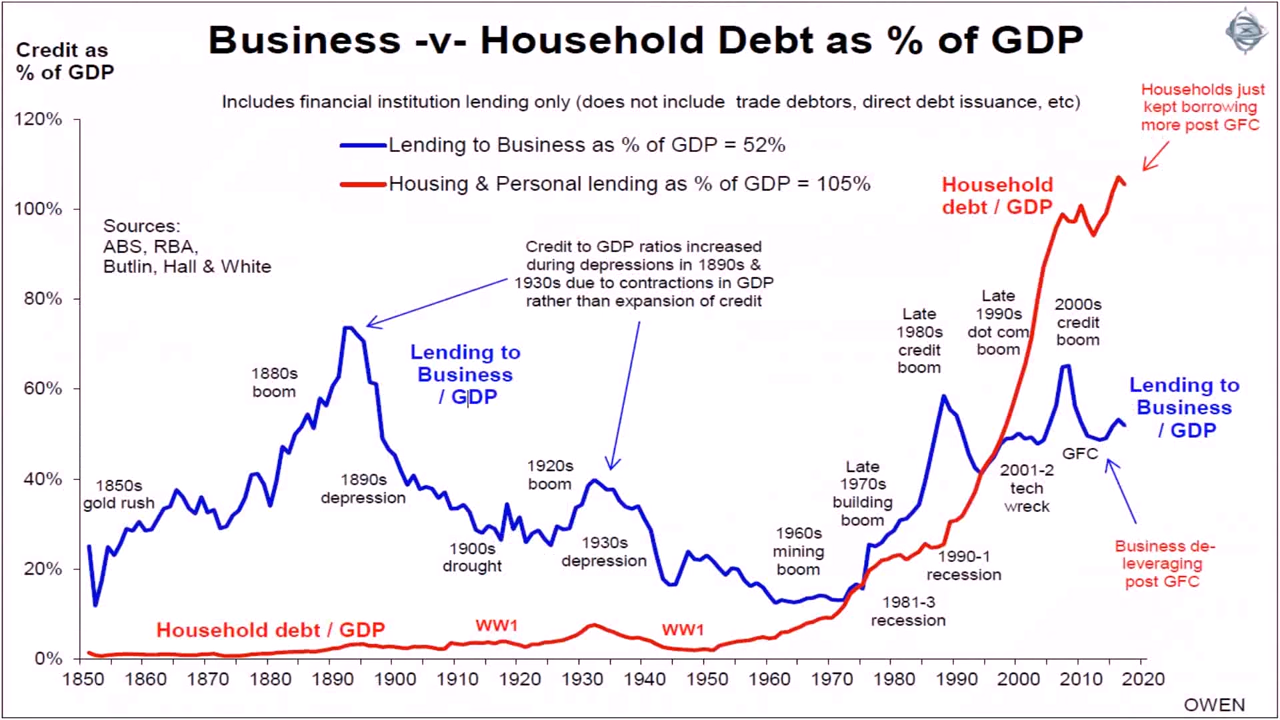 Business -v- Household Debt as % of GDP
Credit as
% of GDP
Includes financial institution lending only (does not include trade debtors, direct debt issuance, etc)
Households just
kept borrowing
more post GFC
Lending to Business as % of GDP = 52%
Housing & Personal lending as % of GDP = 105%
Household
debt / GDP
Sources:
ABS, RBA,
Butlin, Hall & White
Credit to GDP ratios increased
during depressions in 1890s &
1930s due to contractions in GDP
rather than expansion of credit
Lending to
Business
/ GDP
1880s
boom
1850s
gold rush
1890s
depression
1900s
drought
1920s
boom
1930s
depression
1960s
mining
boom
Late
1970s
building
boom
Late
1980s
credit
boom
Late
1990s
dot com
boom
2000s
credit
boom
Lending to
Business
/ GDP
GFC
2001-2
tech
wreck
1990-1
recession
1981-3
recession
Business de-
leveraging
post GFC
Household debt / GDP
WW1
WW1
120%
100%
80%
60%
40%
20%
0%
1850 1860 1870 1880 1890 1900 1910 1920 1930 1940 1950 1960 1970 1980 1990 2000 2010 2020
OWEN